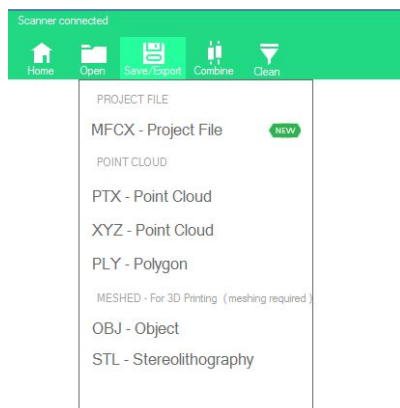 Scanner connected
Home Open Save/Export Combine Clean
PROJECT FILE
MFCX - Project File NEW
POINT CLOUD
PTX - Point Cloud
XYZ - Point Cloud
PLY - Polygon
MESHED - For 3D Printing ( meshing required )
OBJ - Object
STL - Stereolithography